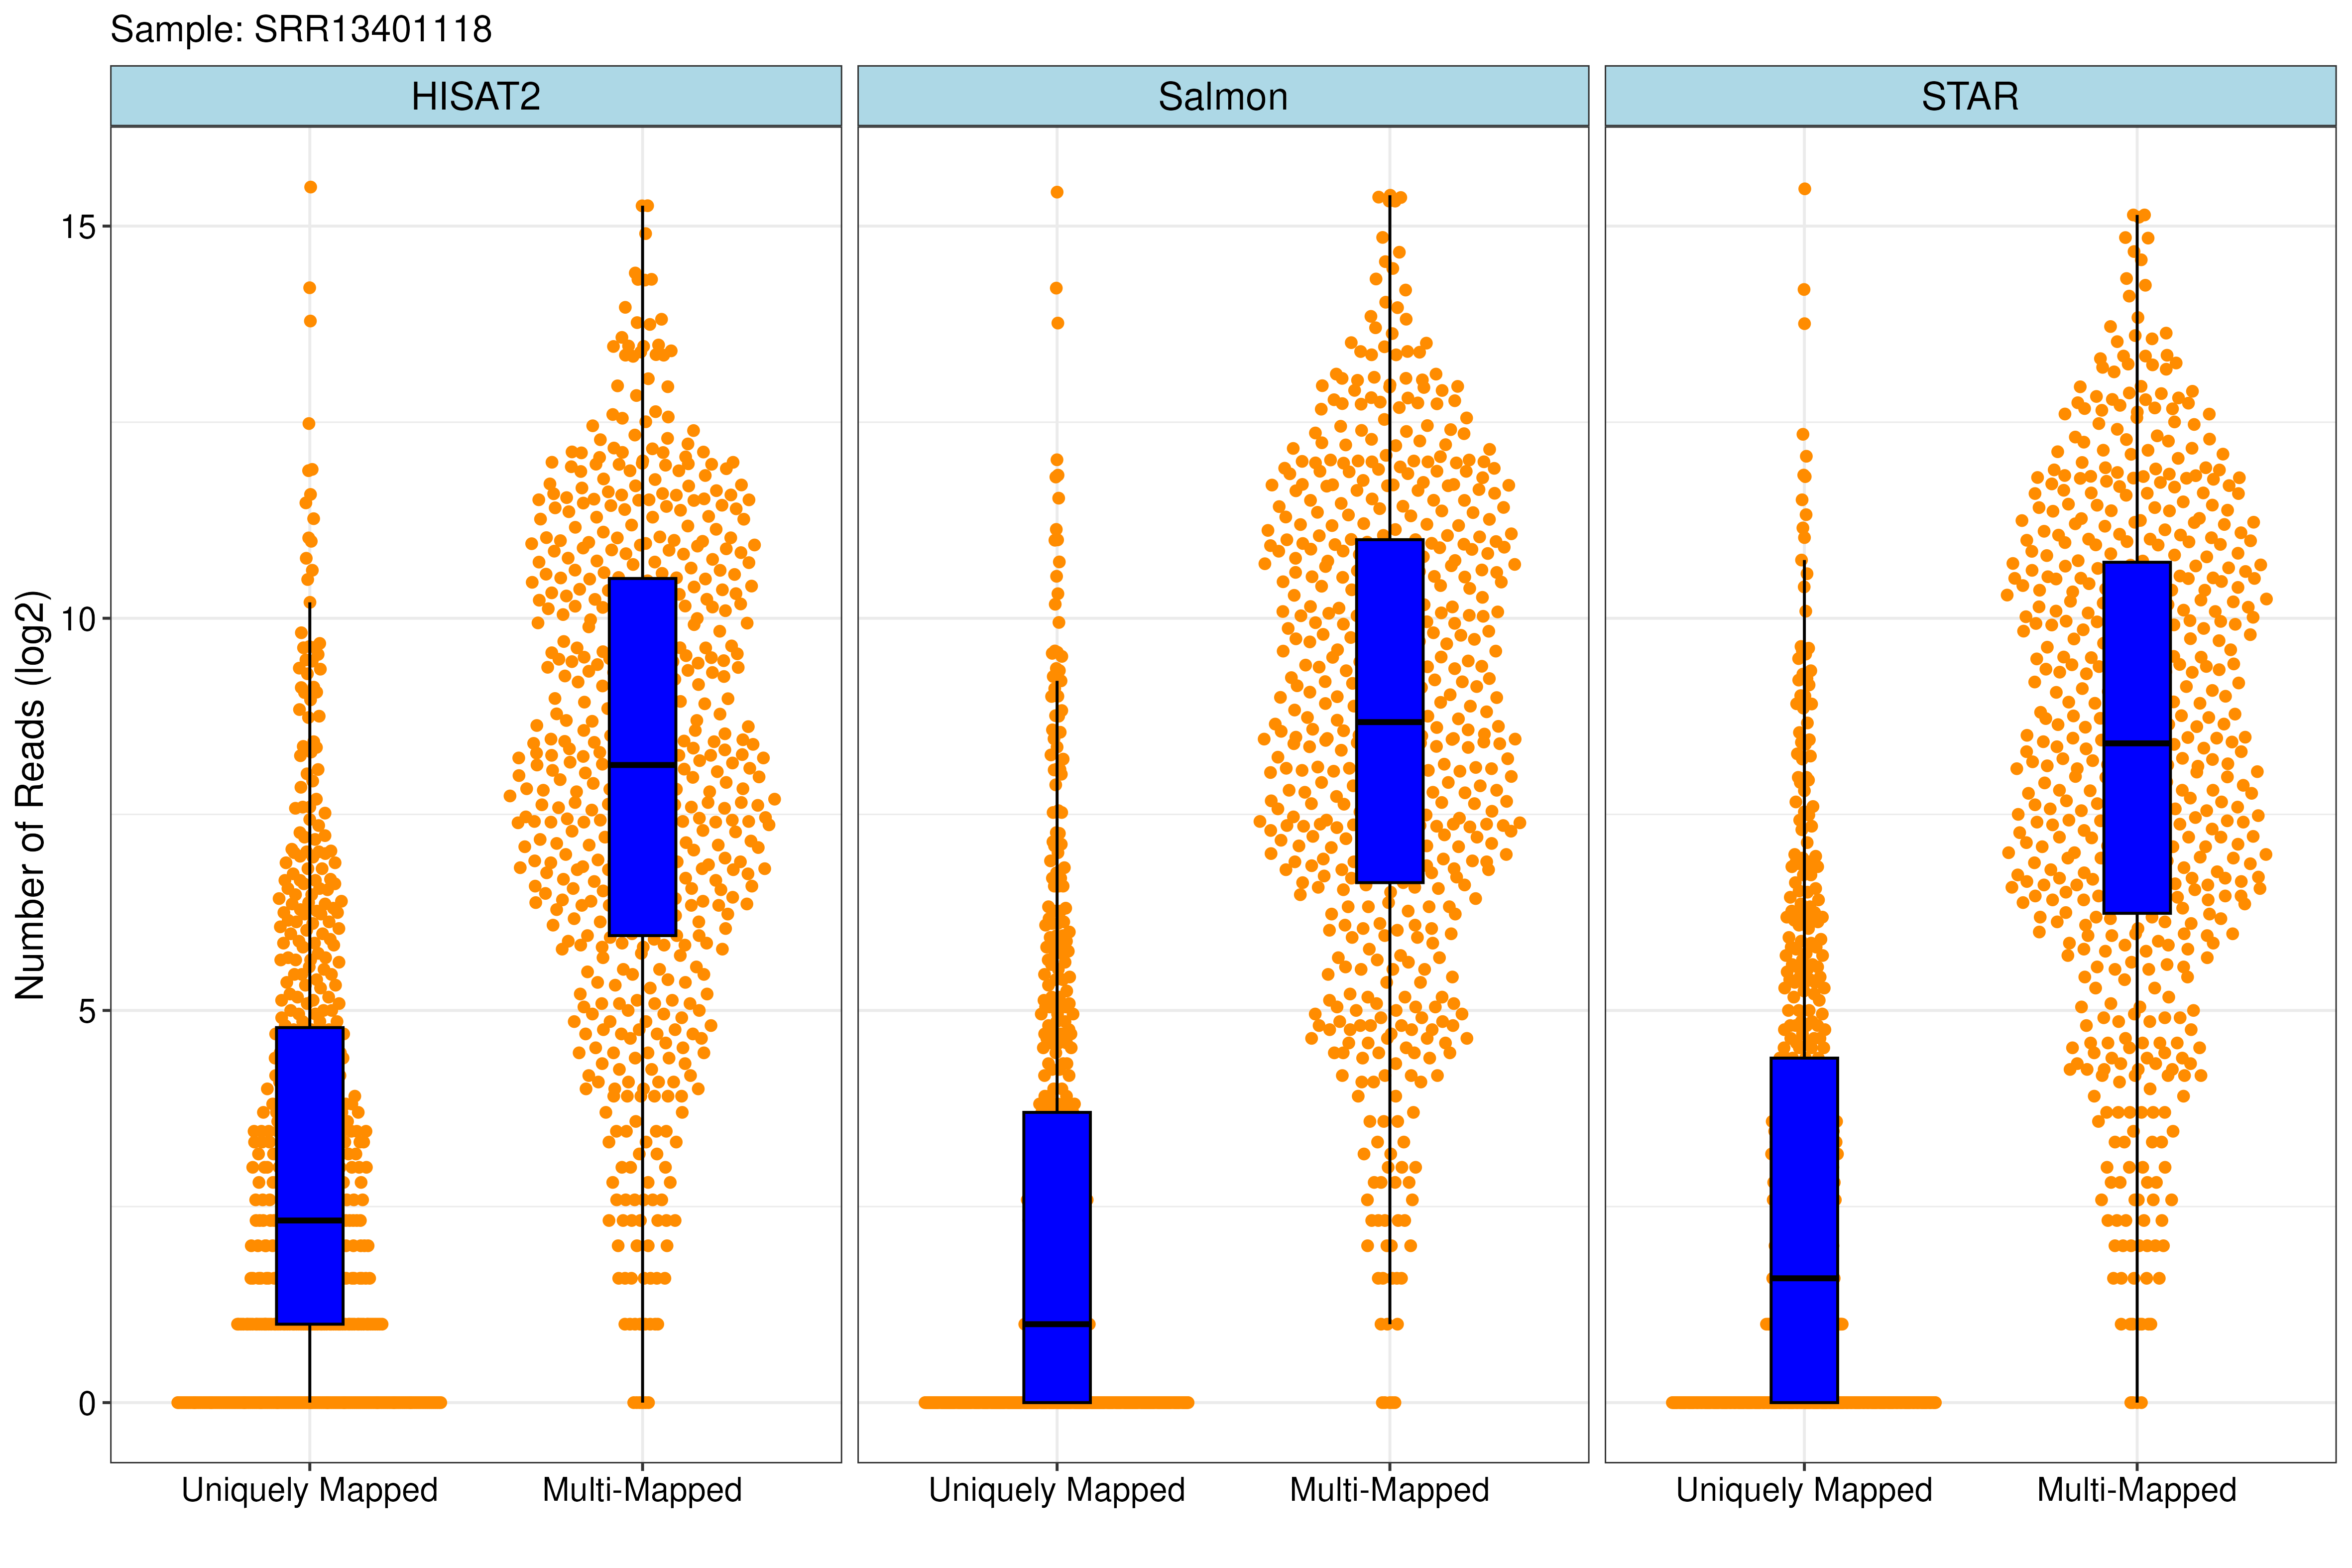 Sample: SRR13401118
HISAT2
Salmon
STAR
Number of Reads (log2)
15
10
5
0
Uniquely Mapped
Multi-Mapped
Uniquely Mapped
Multi-Mapped
Uniquely Mapped
Multi-Mapped